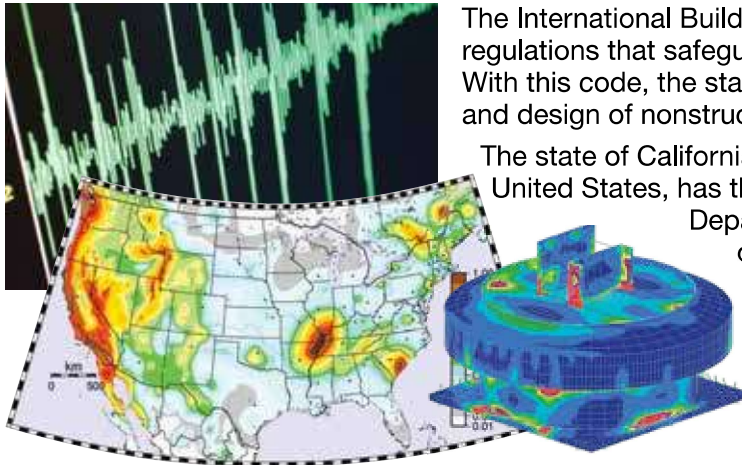 The International Build
regulations that safegu
With this code, the sta
and design of nonstruc
The state of California
United States, has th
Depa
km
0 500
0.01